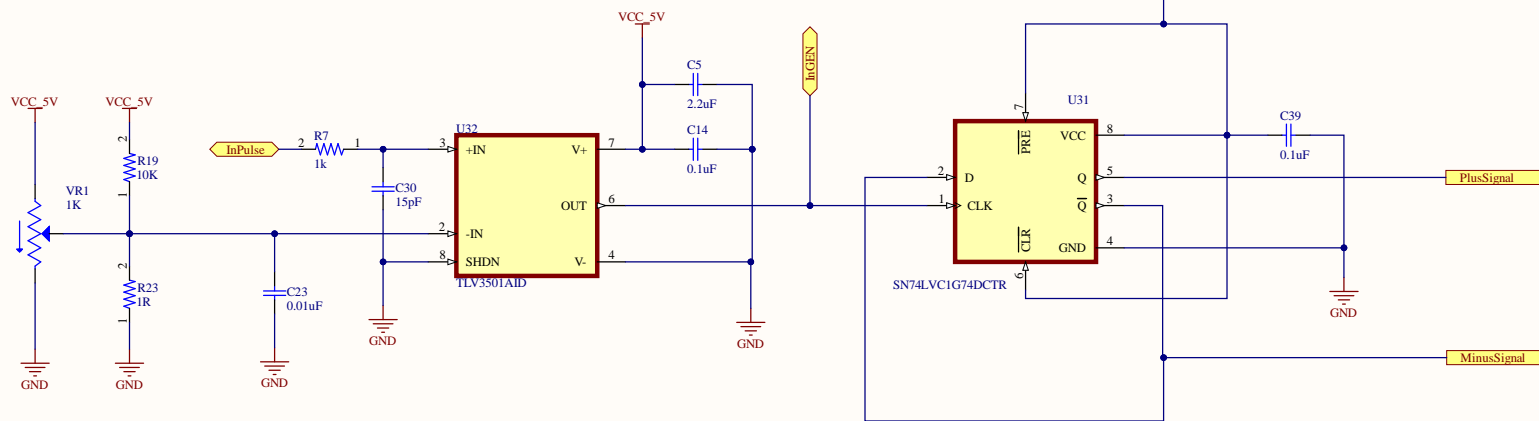 VCC_5V
VCC_5V
VCC_5V
VR1
1K
2
R19
10K
1
2
R23
1R
1
GND
GND
InPulse
2
R7
1k
1
C30
15pF
C23
0.01uF
GND
GND
U32
3
+IN
2
-IN
8
SHDN
V+
7
OUT
6
V-
4
TLV3501AID
C5
2.2uF
C14
0.1uF
GND
InGEN
U31
7
PRE
VCC
8
2
D
Q
5
1
CLK
Q
3
CLR
6
GND
4
SN74LVC1G74DCTR
C39
0.1uF
GND
PlusSignal
MinusSignal